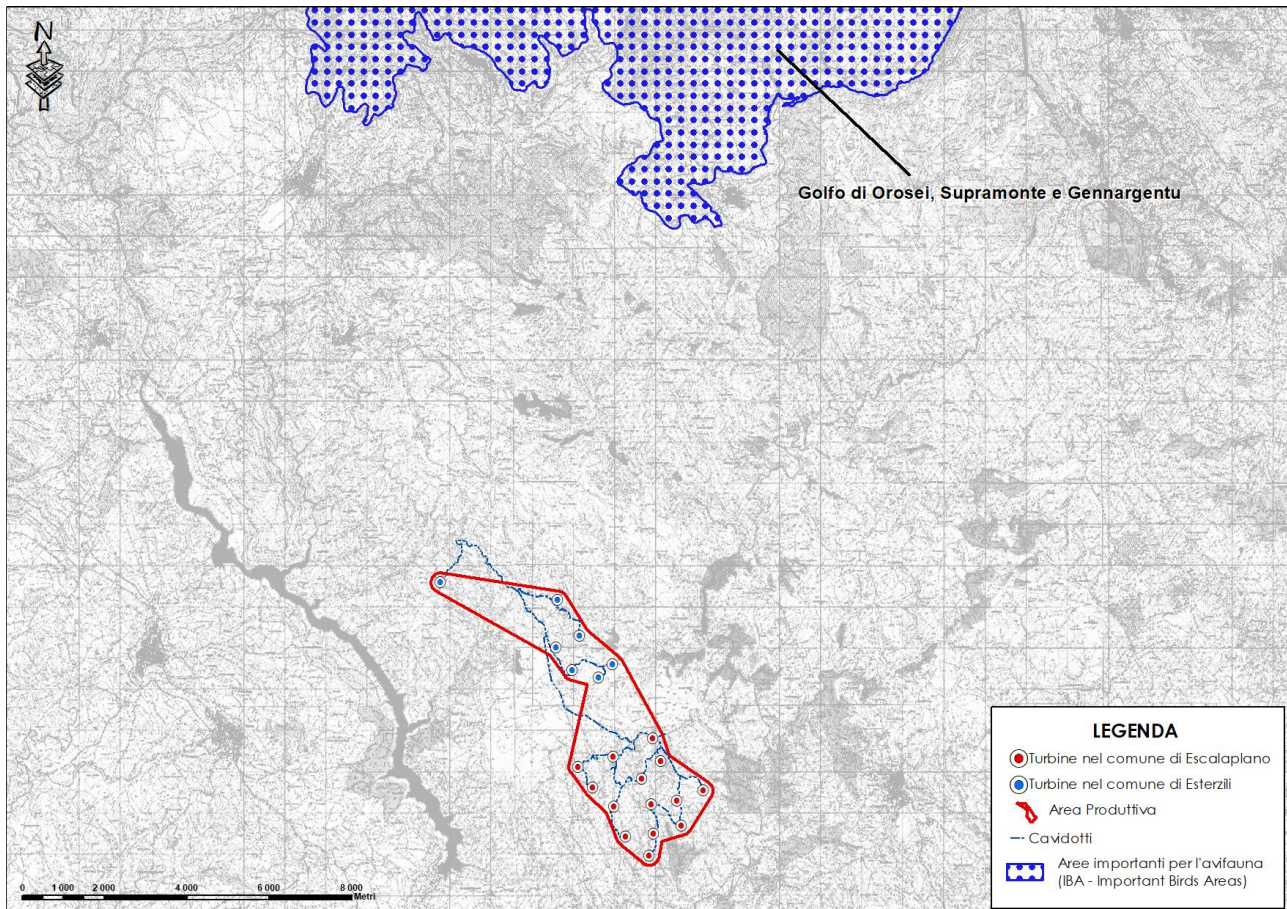 N
Golfo di Orosei, Supramonte e Gennargentu
LEGENDA
Turbine nel comune di Escalaplano
Turbine nel comune di Esterzili
Area Produttiva
Cavidotti
Aree importanti per l'avifauna
(IBA - Important Birds Areas)
0 1 000 2 000 4 000 6 000 8 000
Metri